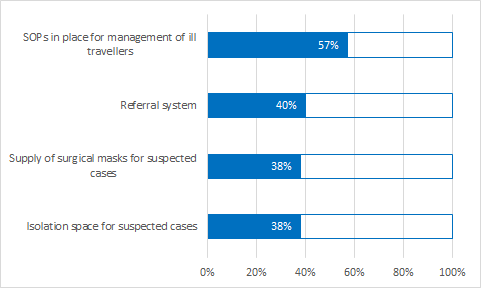 SOPs in place for management of ill
travellers
57%
Referral system
40%
Supply of surgical masks for suspected
cases
38%
Isolation space for suspected cases
38%
0%
20%
40%
60%
80%
100%